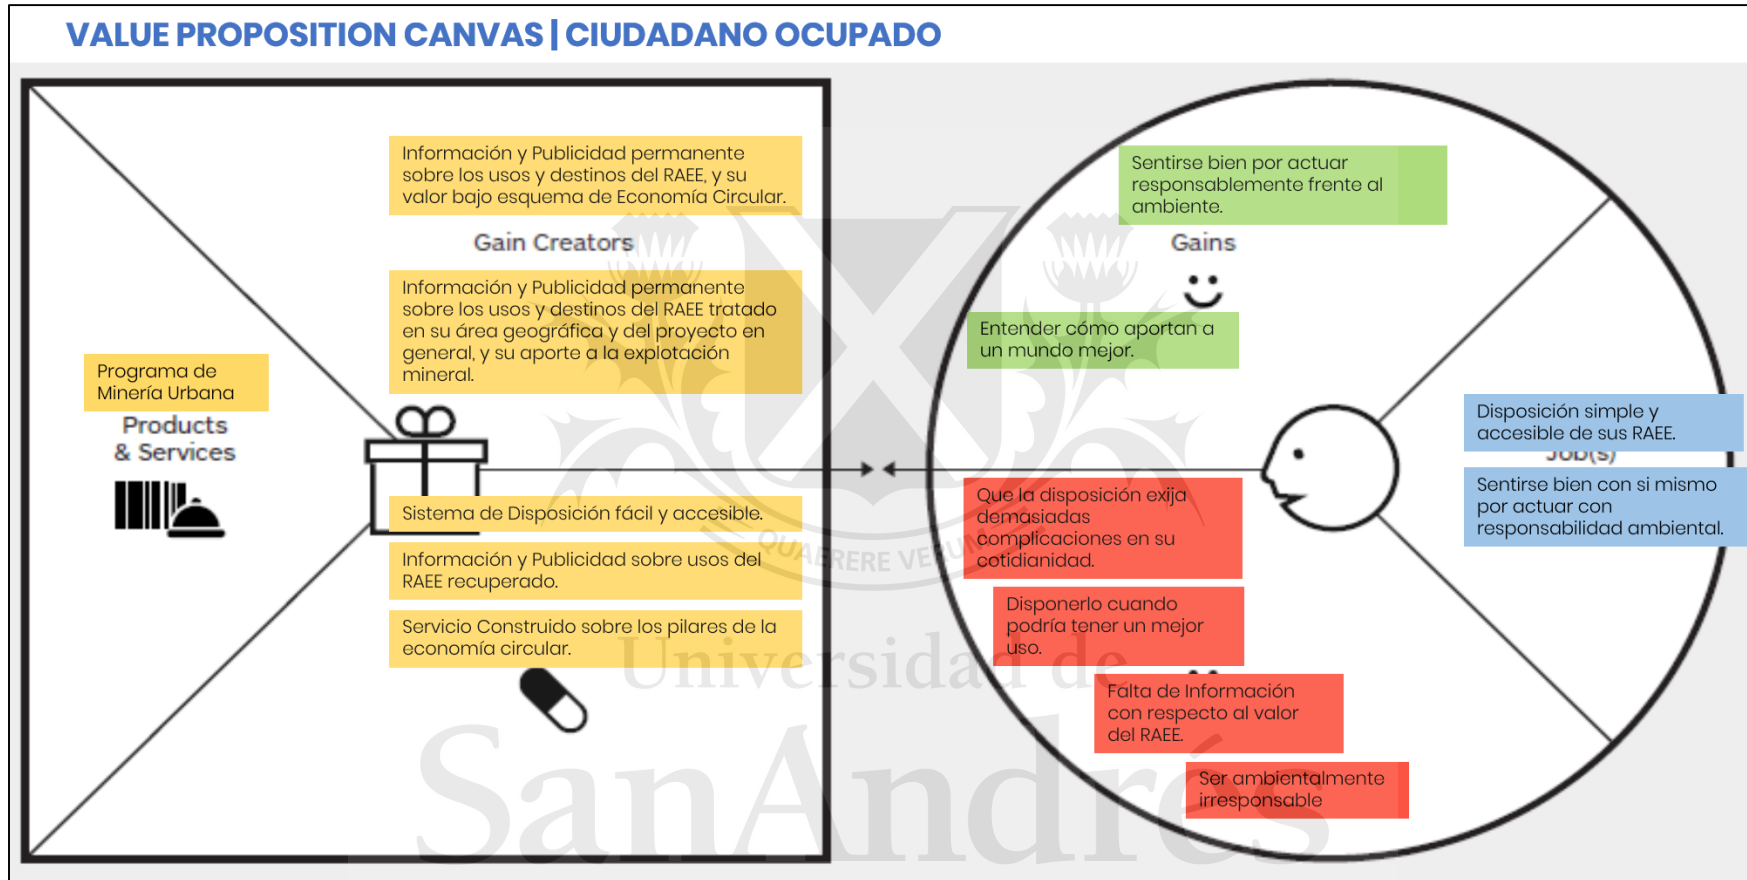 VALUE PROPOSITION CANVAS | CIUDADANO OCUPADO
Información y Publicidad permanente
sobre los usos y destinos del RAEE, y su
valor bajo esquema de Economía Circular.
Gain Creators
Información y Publicidad permanente
sobre los usos y destinos del RAEE tratado
en su área geográfica y del proyecto en
general, y su aporte a la explotación
mineral.
Programa de
Minería Urbana
Products
& Services
Sistema de Disposición fácil y accesible.
Información y Publicidad sobre usos del
RAEE recuperado.
Servicio Construido sobre los pilares de la
economía circular.
Sentirse bien por actuar
responsablemente frente al
ambiente.
Gains
Entender cómo aportan a
un mundo mejor.
Disposición simple y
accesible de sus RAEE.
Job(s)
Sentirse bien con si mismo
por actuar con
responsabilidad ambiental.
Que la disposición exija
demasiadas
complicaciones en su
cotidianidad.
Disponerlo cuando
podría tener un mejor
uso.
Falta de Información
con respecto al valor
del RAEE.
Ser ambientalmente
irresponsable
QUAERERE VERUM
Universidad de
SanAndrés